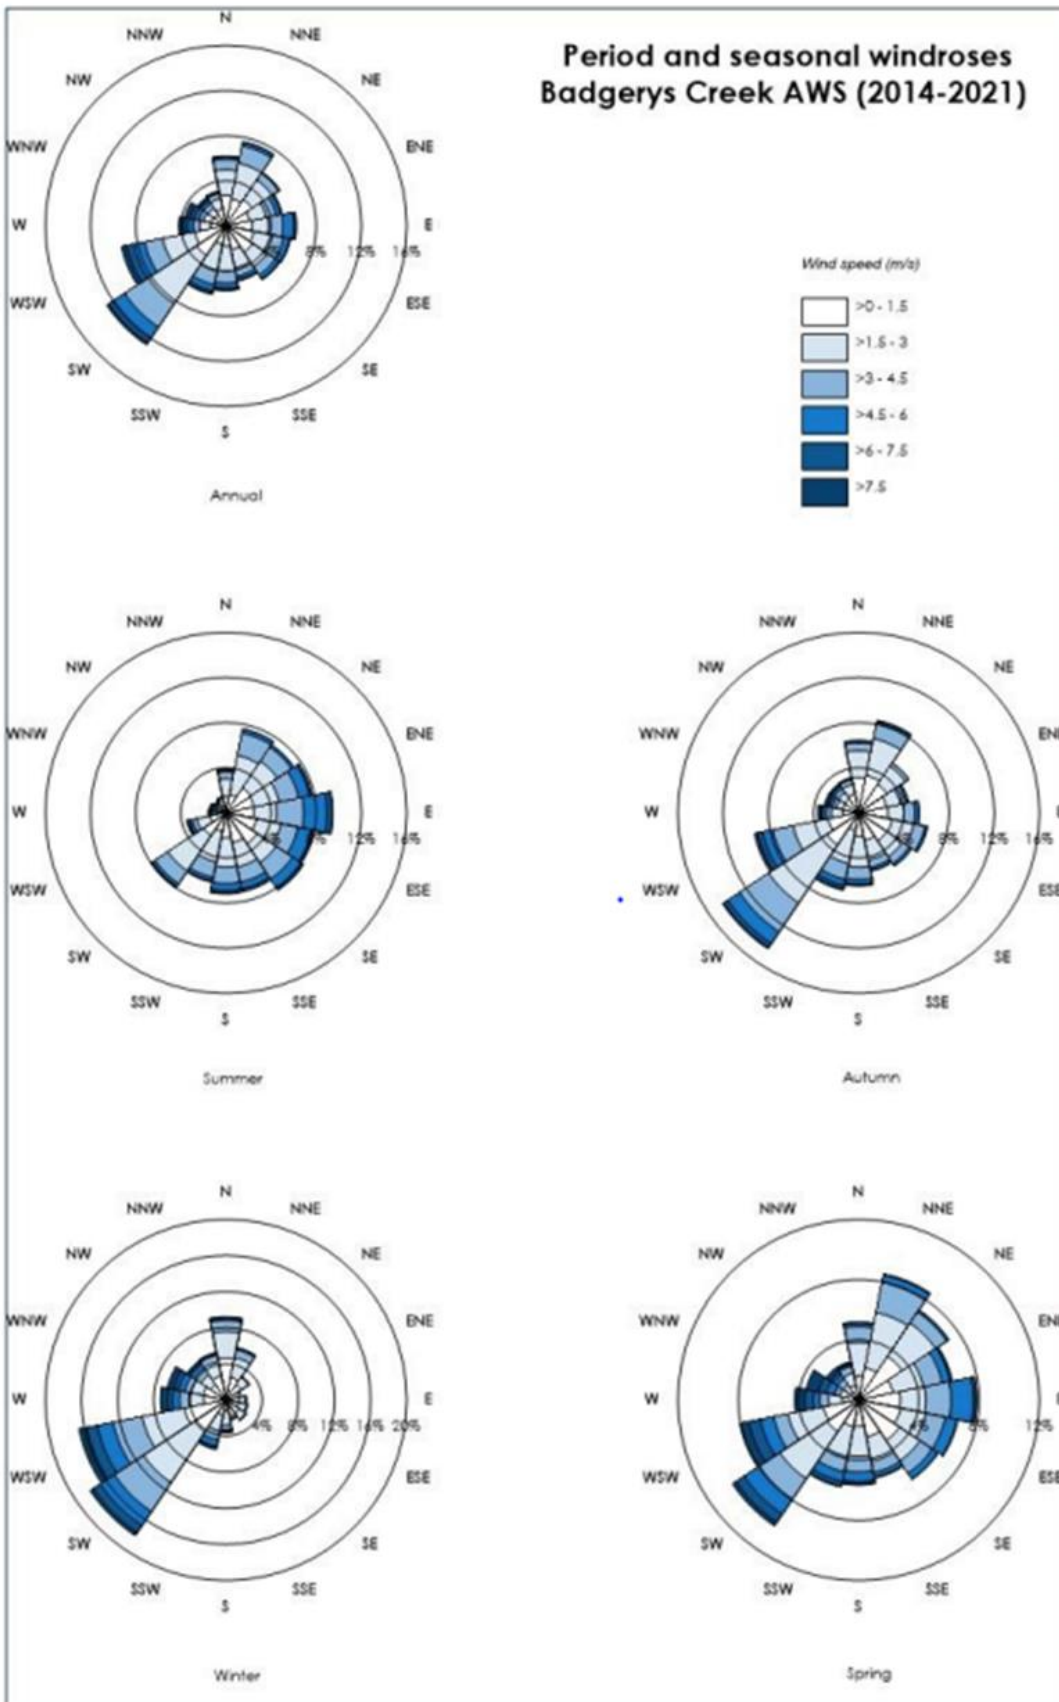 Period and seasonal windroses
Badgerys Creek AWS (2014-2021)
N
NNW
NNE
NW
NE
WNW
ENE
W
E
4%
8%
12%
16%
WSW
ESE
SW
SE
SSW
SSE
S
Annual
Wind speed (m/s)
>0 - 1.5
>1.5 - 3
>3 - 4.5
>4.5 - 6
>6 - 7.5
>7.5
N
NNW
NNE
NW
NE
WNW
ENE
W
E
4%
12%
16%
WSW
ESE
SW
SE
SSW
SSE
S
Summer
N
NNW
NNE
NW
NE
WNW
W
4%
8%
12%
16%
WSW
SW
SE
SSW
SSE
S
Autumn
N
NNW
NNE
NW
NE
WNW
ENE
W
E
4%
8%
12%
16%
20%
WSW
ESE
SW
SE
SSW
SSE
S
Winter
N
NNW
NNE
NW
NE
WNW
W
4%
8%
12%
WSW
SW
SE
SSW
SSE
S
Spring